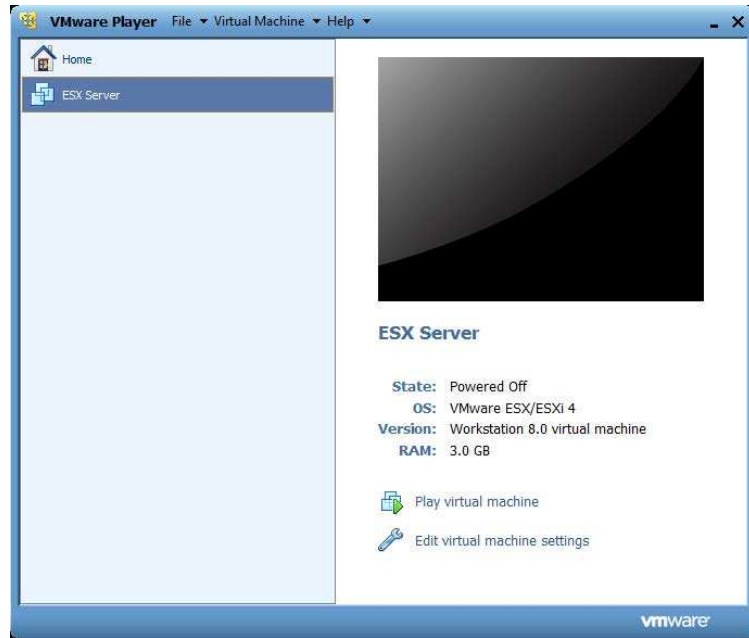 VMware Player File Virtual Machine Help
Home
ESX Server
ESX Server
State: Powered Off
OS: VMware ESX/ESXi 4
Version: Workstation 8.0 virtual machine
RAM: 3.0 GB
Play virtual machine
Edit virtual machine settings
vmware